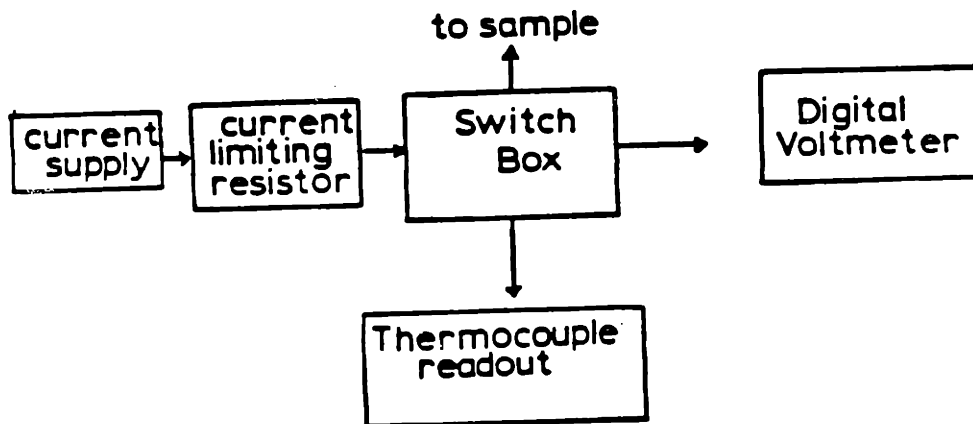 to sample
current
supply
current
limiting
resistor
Switch
Box
Digital
Voltmeter
Thermocouple
readout